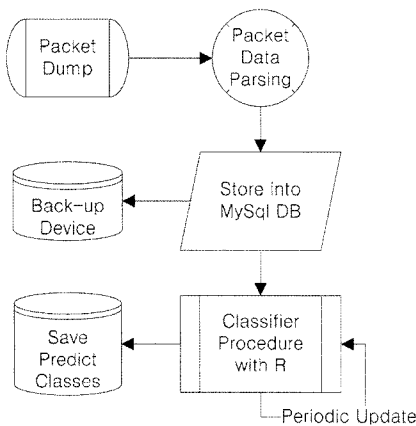 Packet
Dump
Packet
Data
Parsing
Back-up
Device
Store into
MySql DB
Save
Predict
Classes
Classifier
Procedure
with R
Periodic Update